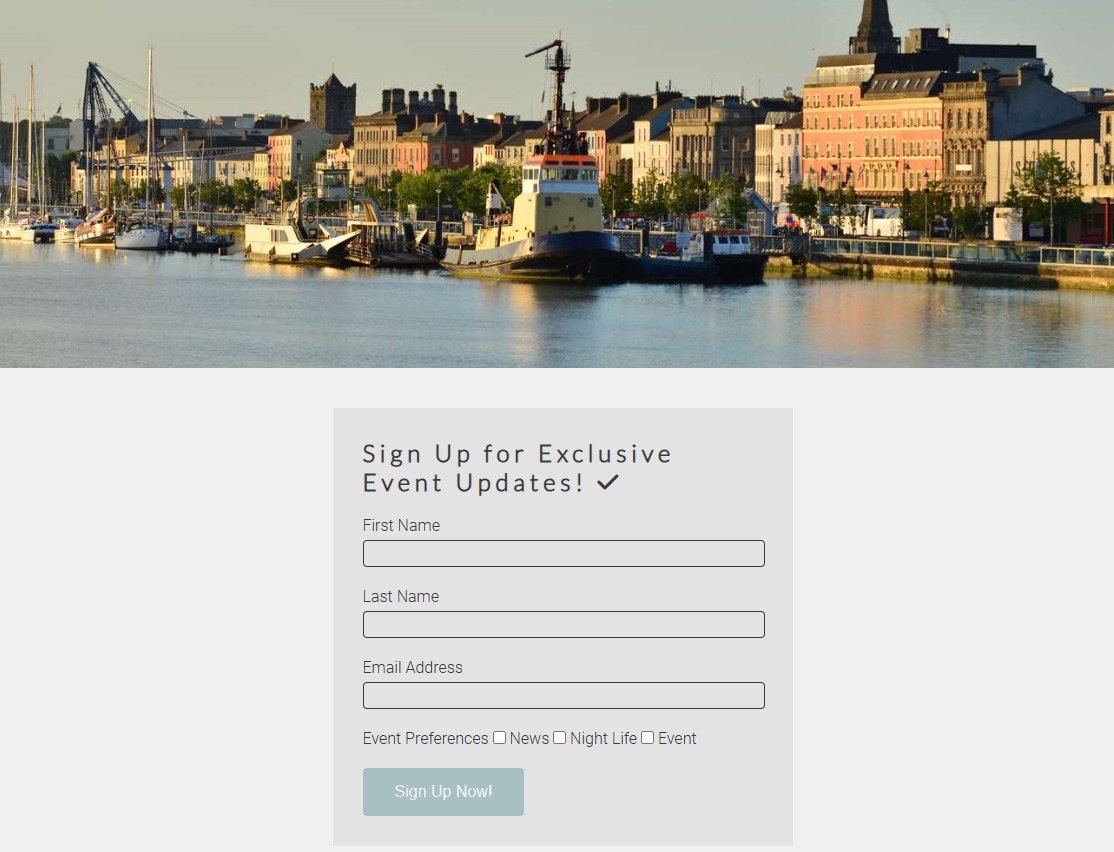 Sign Up for Exclusive
Event Updates!
First Name
Last Name
Email Address
Event Preferences News Night Life Event
Sign Up Now!